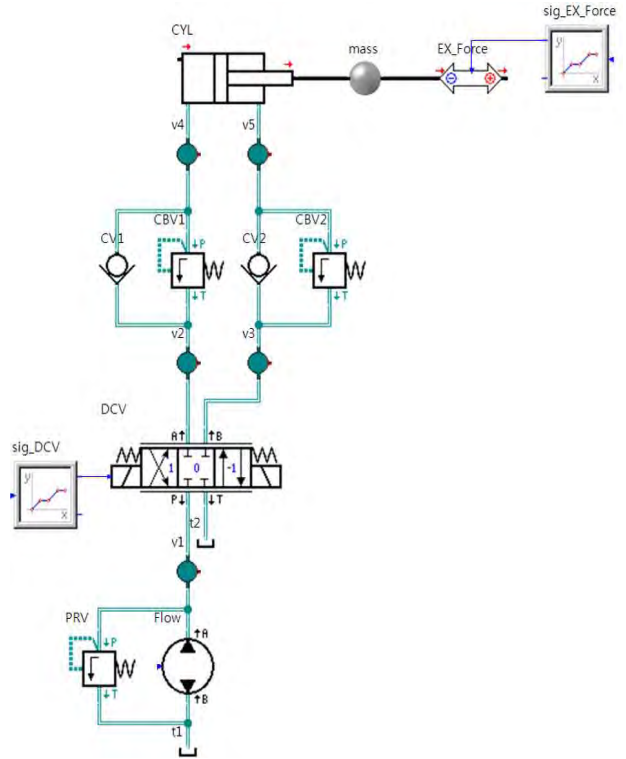 sig_EX_Force
CYL
mass
EX_Force
y
x
v4
v5
CBV1
CBV2
CV1
CV2
↓P
↓P
↓T
↓T
v2
v3
DCV
A↑ ↑B
sig_DCV
1 0 -1
y
x
P↓ ↓T
t2
v1
PRV
Flow
↓P
↑A
↓T
↑B
t1